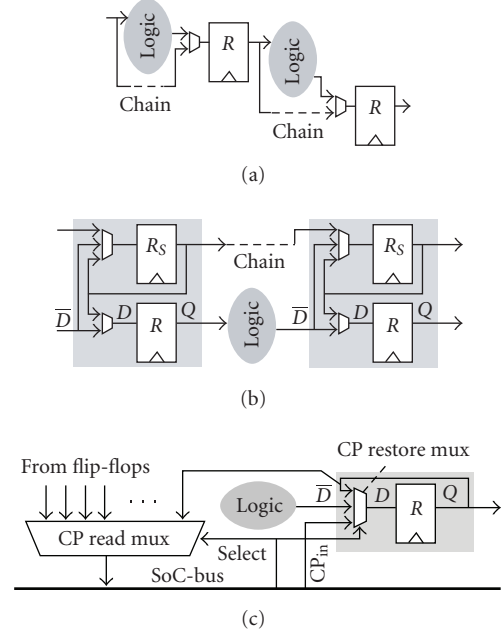 Logic
R
Logic
Chain
Chain
R
(a)
R_S
R_S
Chain
D̅ D Q
R
Logic
D̅ D Q
R
(b)
CP restore mux
From flip-flops
. . .
D̅ D Q
Logic
R
CP read mux
Select
CP_in
SoC-bus
(c)